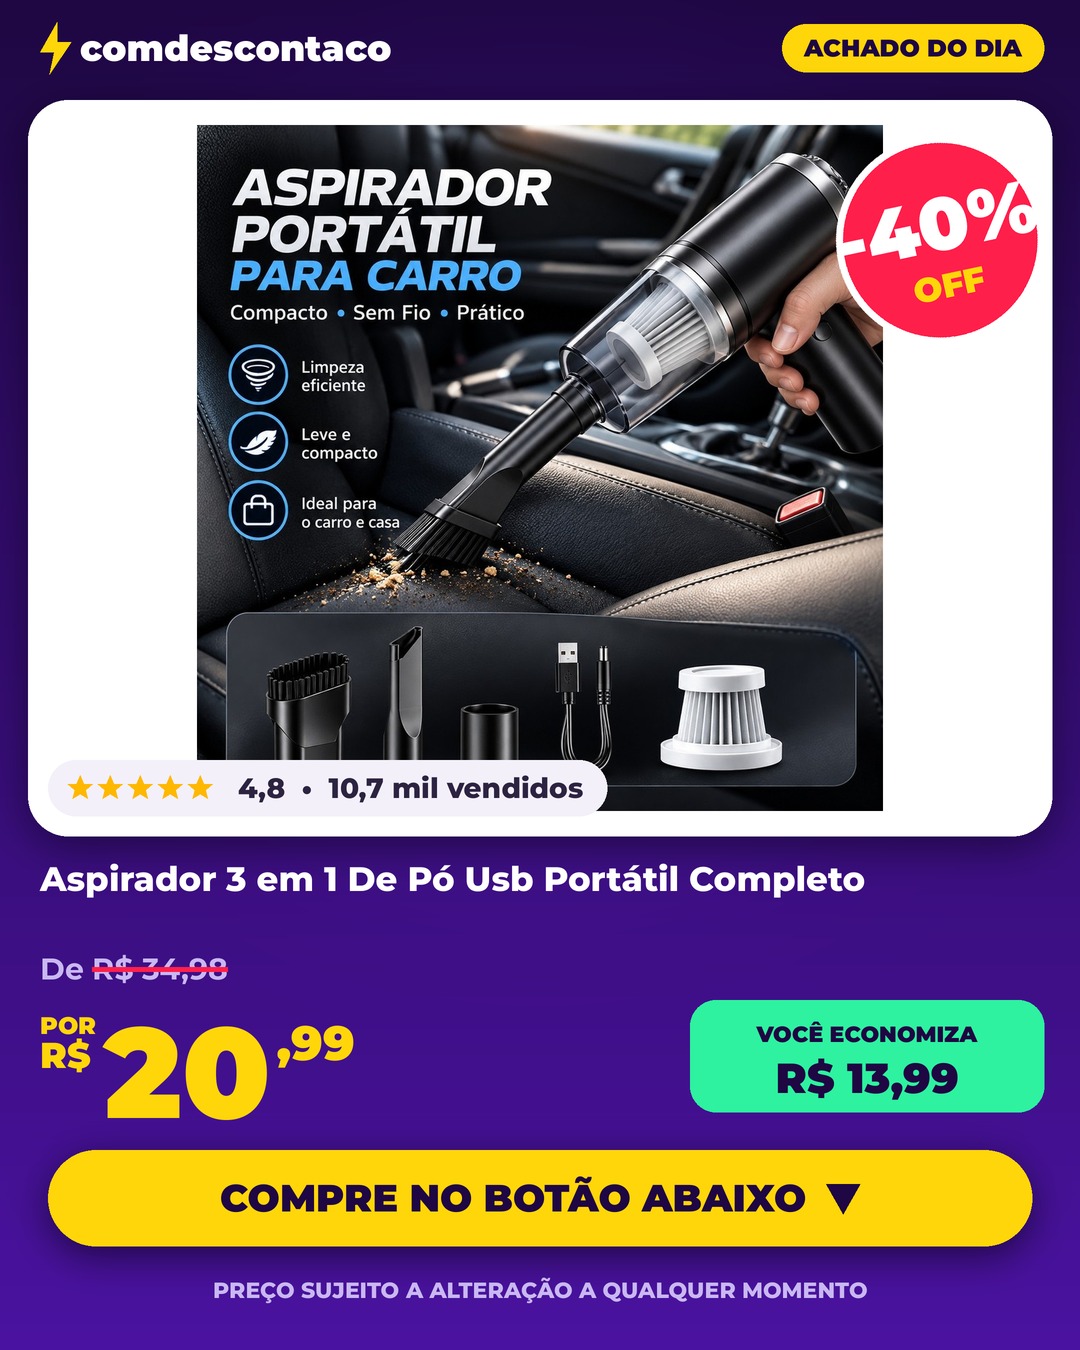 comdescontaco
ACHADO DO DIA
ASPIRADOR
PORTÁTIL
PARA CARRO
Compacto • Sem Fio • Prático
-40%
OFF
Limpeza
eficiente
Leve e
compacto
Ideal para
o carro e casa
4,8 • 10,7 mil vendidos
Aspirador 3 em 1 De Pó Usb Portátil Completo
De R$ 34,98
POR
R$ 20,99
VOCÊ ECONOMIZA
R$ 13,99
COMPRE NO BOTÃO ABAIXO ▼
PREÇO SUJEITO A ALTERAÇÃO A QUALQUER MOMENTO